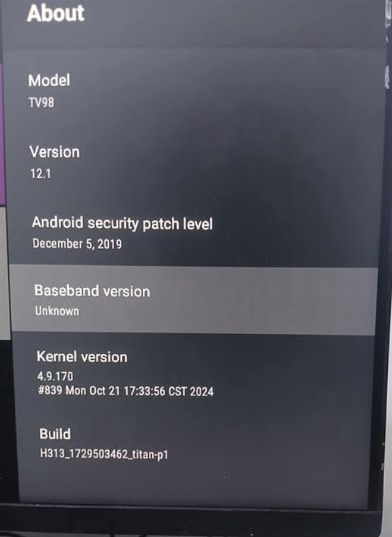 About
Model
TV98
Version
12.1
Android security patch level
December 5, 2019
Baseband version
Unknown
Kernel version
4.9.170
#839 Mon Oct 21 17:33:56 CST 2024
Build
H313_1729503462_titan-p1